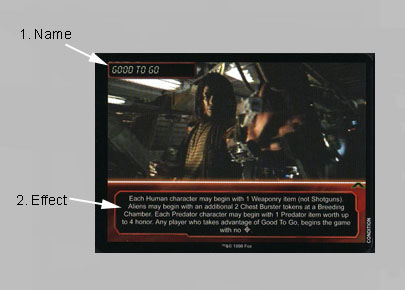 1. Name
GOOD TO GO
2. Effect
Each Human character may begin with 1 Weaponry item (not Shotguns).
Aliens may begin with an additional 2 Chest Burster tokens at a Breeding
Chamber. Each Predator character may begin with 1 Predator item worth up
to 4 honor. Any player who takes advantage of Good To Go, begins the game
with no
CONDITION
™© 1998 Fox